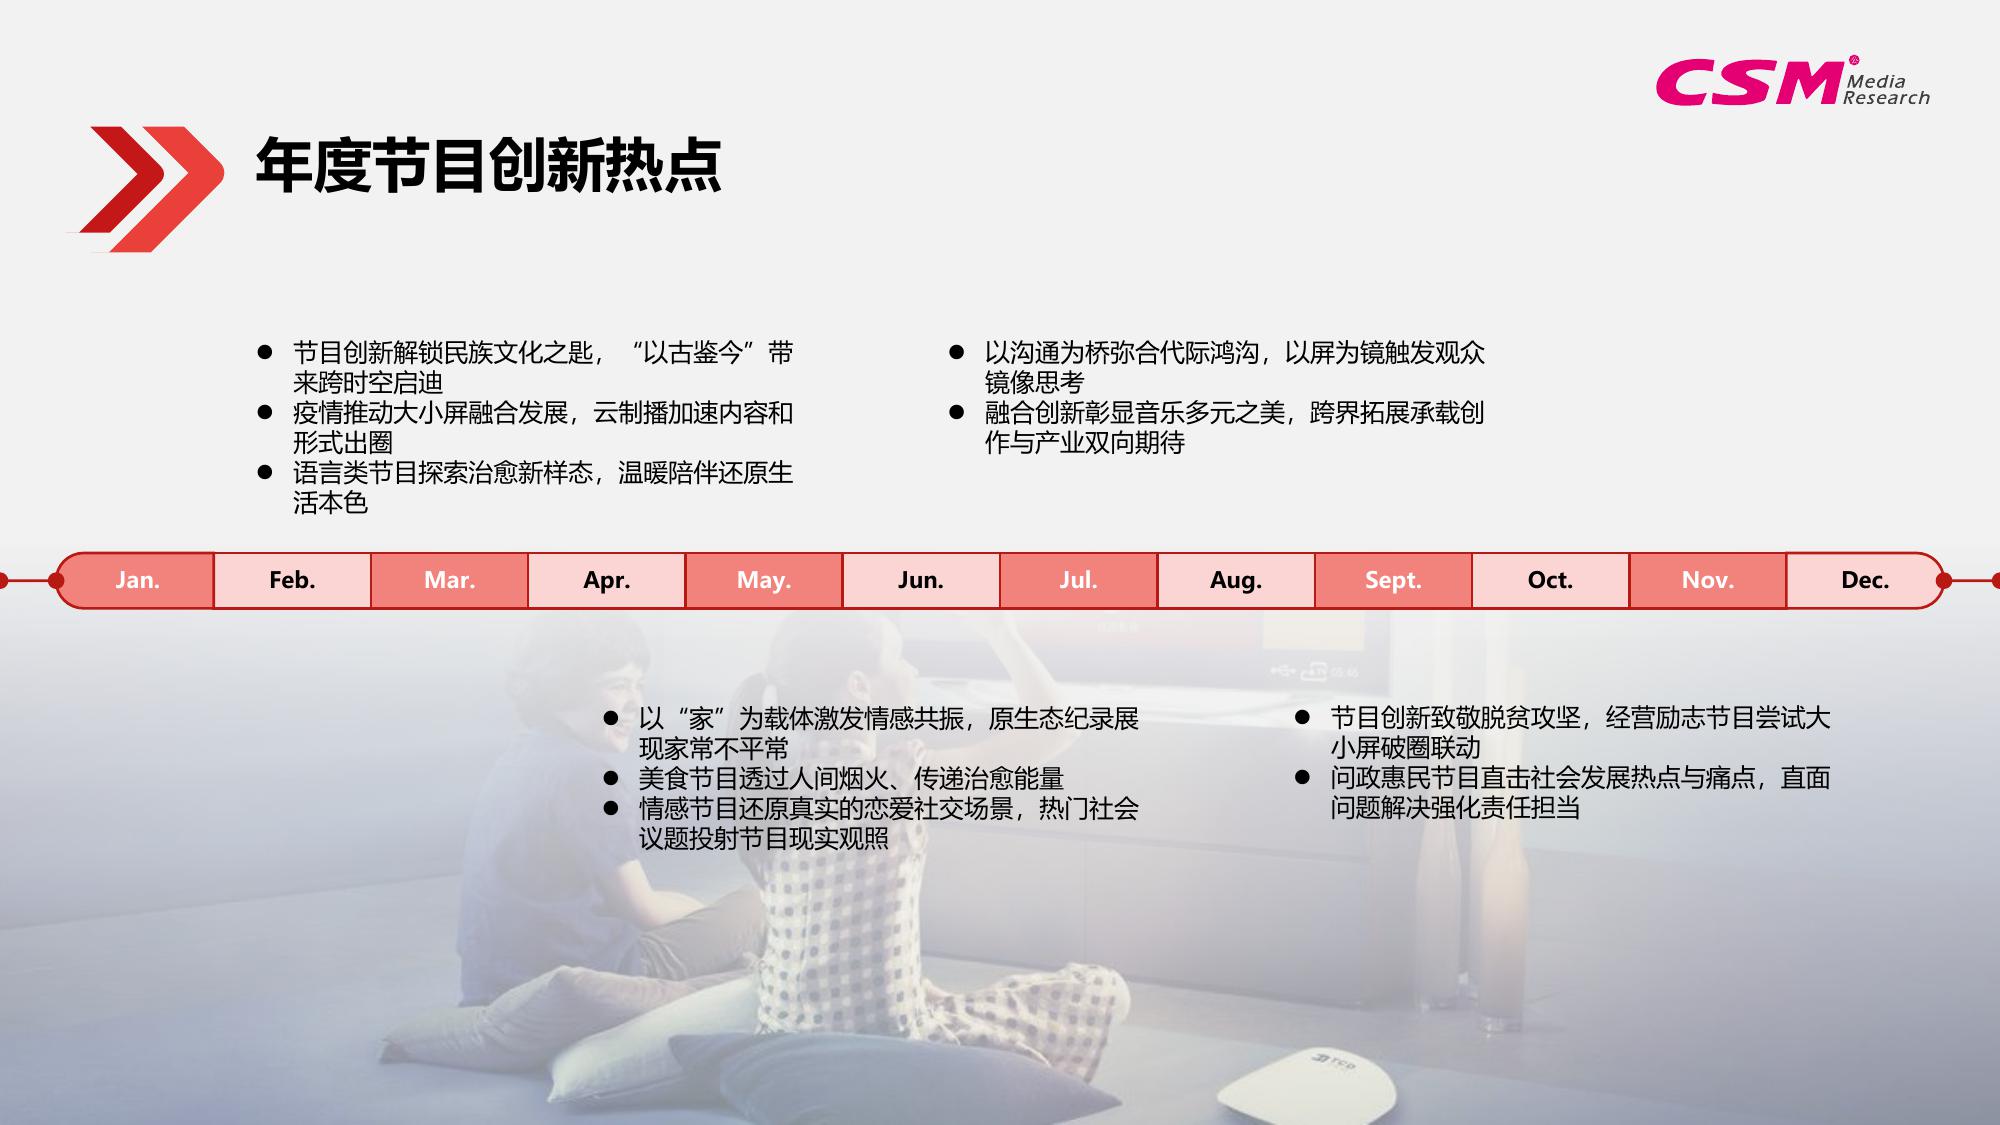 CSM Media Research
年度节目创新热点
● 节目创新解锁民族文化之匙，“以古鉴今”带
来跨时空启迪
● 疫情推动大小屏融合发展，云制播加速内容和
形式出圈
● 语言类节目探索治愈新样态，温暖陪伴还原生
活本色
● 以沟通为桥弥合代际鸿沟，以屏为镜触发观众
镜像思考
● 融合创新彰显音乐多元之美，跨界拓展承载创
作与产业双向期待
Jan. Feb. Mar. Apr. May. Jun. Jul. Aug. Sept. Oct. Nov. Dec.
● 以“家”为载体激发情感共振，原生态纪录展
现家常不平常
● 美食节目透过人间烟火、传递治愈能量
● 情感节目还原真实的恋爱社交场景，热门社会
议题投射节目现实观照
● 节目创新致敬脱贫攻坚，经营励志节目尝试大
小屏破圈联动
● 问政惠民节目直击社会发展热点与痛点，直面
问题解决强化责任担当